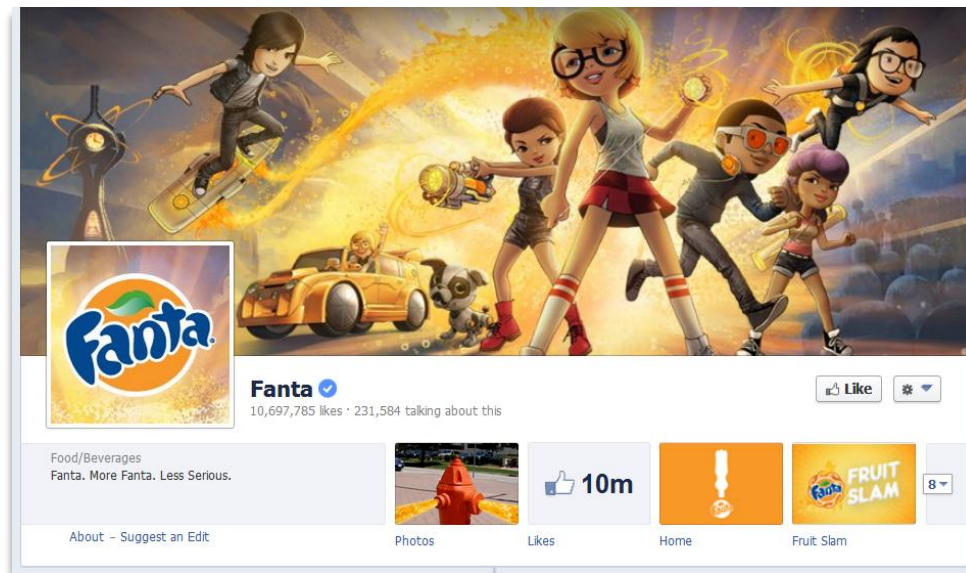 Fanta
Fanta
10,697,785 likes · 231,584 talking about this
Like
Food/Beverages
Fanta. More Fanta. Less Serious.
About – Suggest an Edit
Photos
10m
Likes
Home
Fanta
FRUIT
SLAM
Fruit Slam
8